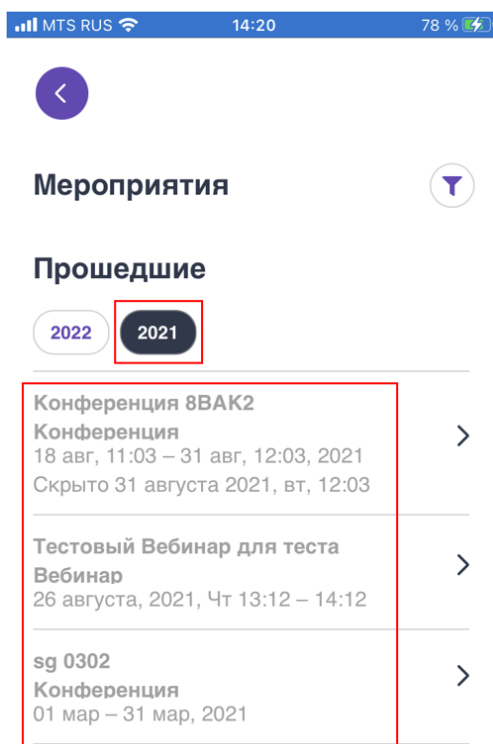 MTS RUS 14:20 78 %
Мероприятия
Прошедшие
2022 2021
Конференция 8ВАК2
Конференция
18 авг, 11:03 – 31 авг, 12:03, 2021
Скрыто 31 августа 2021, вт, 12:03
Тестовый Вебинар для теста
Вебинар
26 августа, 2021, Чт 13:12 – 14:12
sg 0302
Конференция
01 мар – 31 мар, 2021